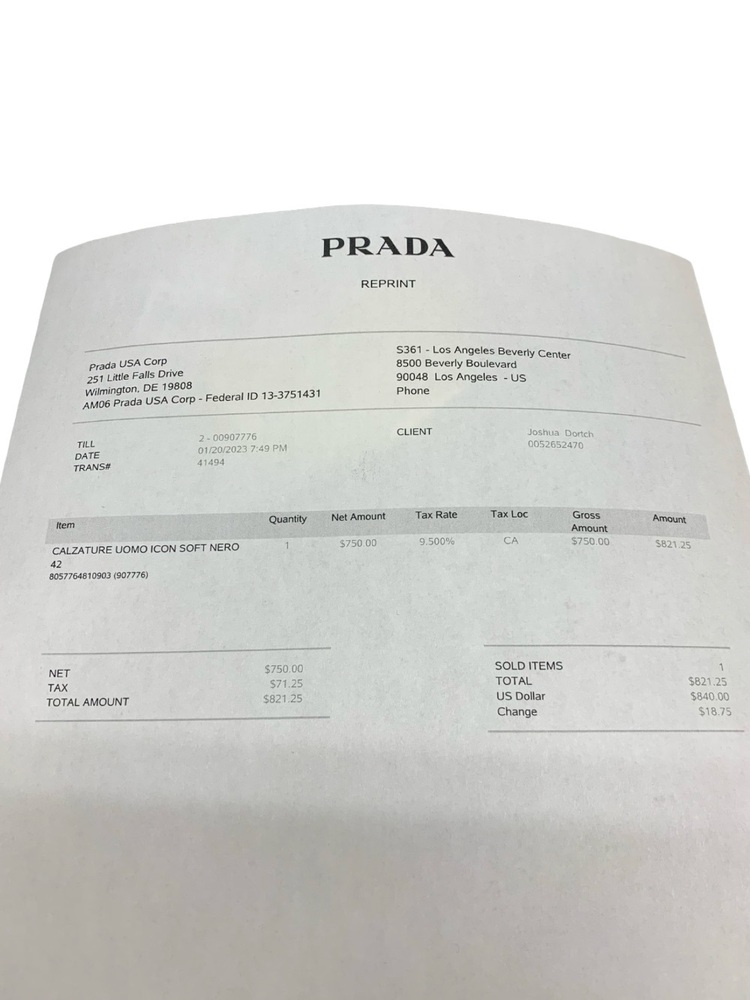 PRADA
REPRINT
Prada USA Corp
251 Little Falls Drive
Wilmington, DE 19808
AM06 Prada USA Corp - Federal ID 13-3751431
S361 - Los Angeles Beverly Center
8500 Beverly Boulevard
90048 Los Angeles - US
Phone
TILL 2 - 00907776
DATE 01/20/2023 7:49 PM
TRANS# 41494
CLIENT Joshua Dortch
0052652470
Item Quantity Net Amount Tax Rate Tax Loc Gross Amount Amount
CALZATURE UOMO ICON SOFT NERO 1 $750.00 9.500% CA $750.00 $821.25
42
8057764810903 (907776)
NET $750.00
TAX $71.25
TOTAL AMOUNT $821.25
SOLD ITEMS 1
TOTAL $821.25
US Dollar $840.00
Change $18.75